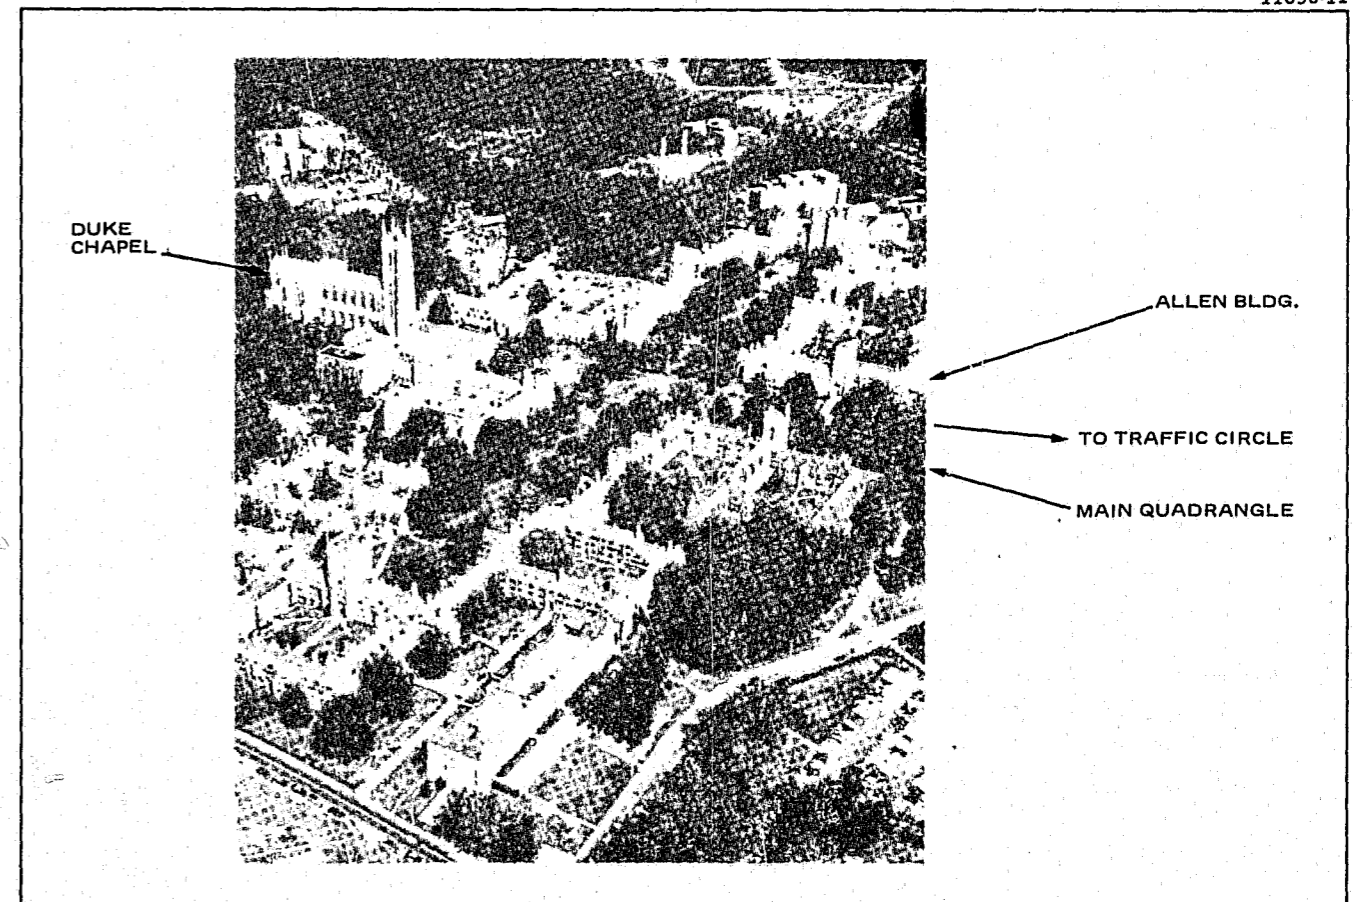 DUKE
CHAPEL
ALLEN BLDG.
TO TRAFFIC CIRCLE
MAIN QUADRANGLE